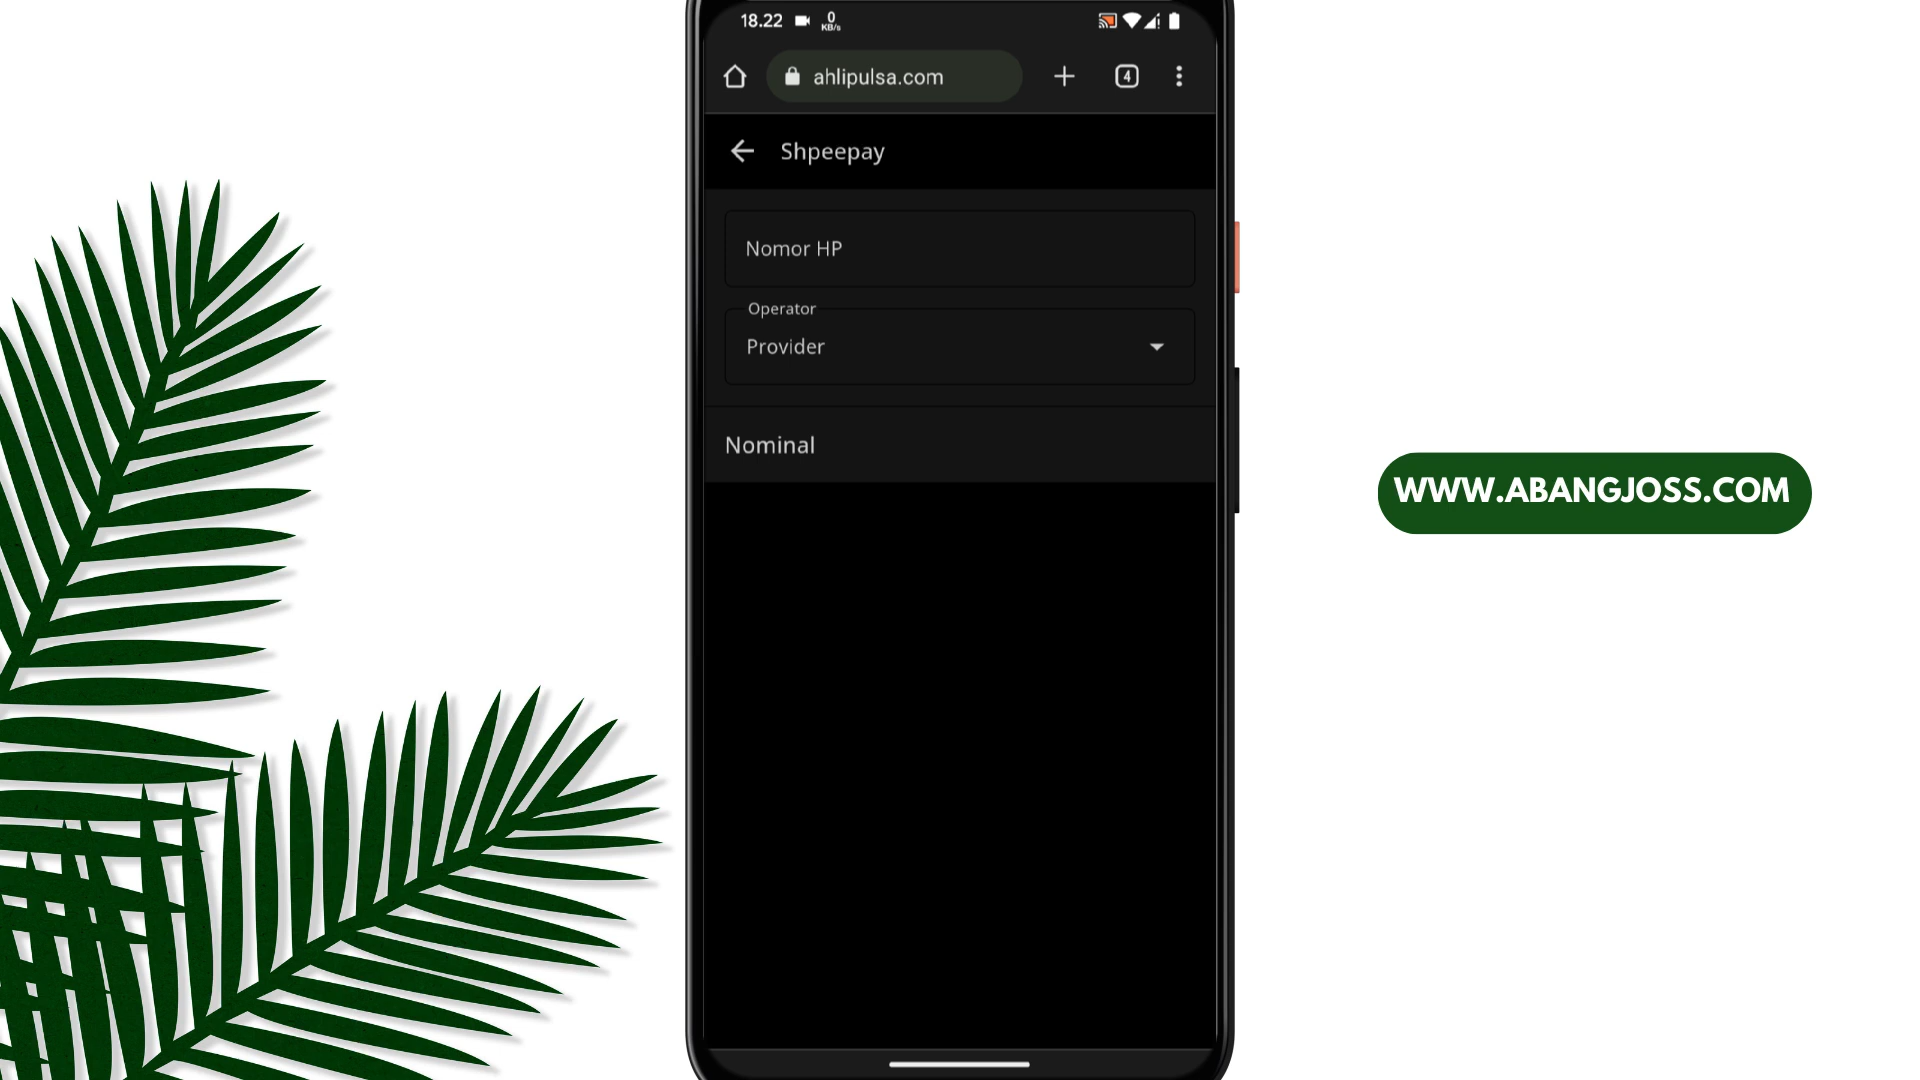 18.22 0 KB/s
ahlipulsa.com 4
Shpeepay
Nomor HP
Operator
Provider
Nominal
WWW.ABANGJOSS.COM